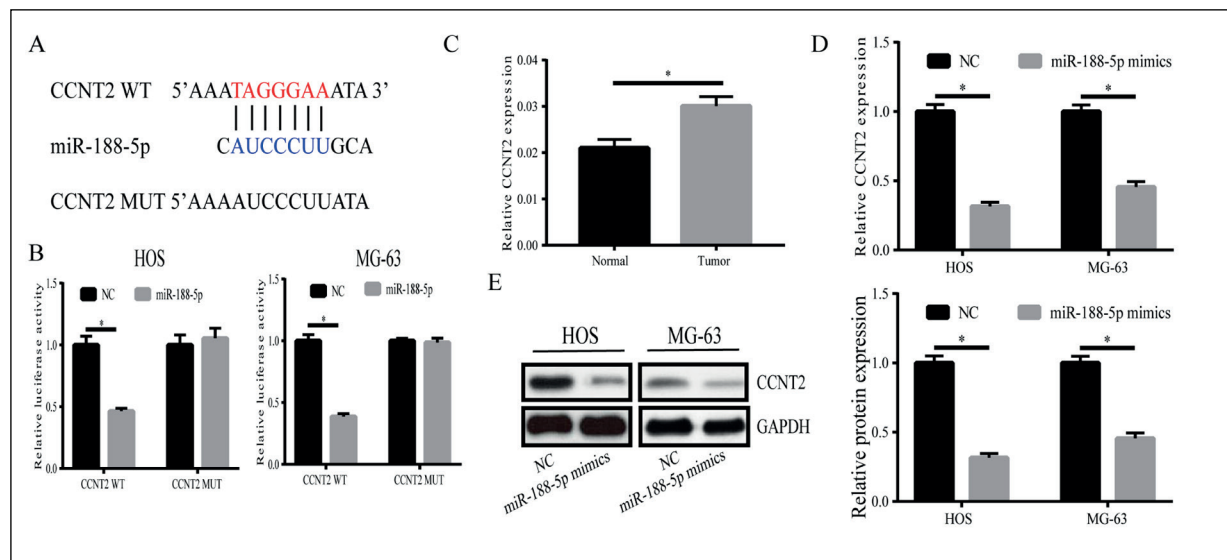 A
CCNT2 WT 5'AAATAGGGAAATA 3'
miR-188-5p CAUCCCUUGCA
CCNT2 MUT 5'AAAAUCCCUUATA
B
HOS
NC miR-188-5p
Relative luciferase activity
1.5
1.0
0.5
0.0
*
CCNT2 WT CCNT2 MUT
MG-63
NC miR-188-5p
Relative luciferase activity
1.5
1.0
0.5
0.0
*
CCNT2 WT CCNT2 MUT
C
Relative CCNT2 expression
0.04
0.03
0.02
0.01
0.00
*
Normal Tumor
D
NC miR-188-5p mimics
Relative CCNT2 expression
1.5
1.0
0.5
0.0
* *
HOS MG-63
NC miR-188-5p mimics
Relative protein expression
1.5
1.0
0.5
0.0
* *
HOS MG-63
E
HOS MG-63
CCNT2
GAPDH
NC
miR-188-5p mimics
NC
miR-188-5p mimics